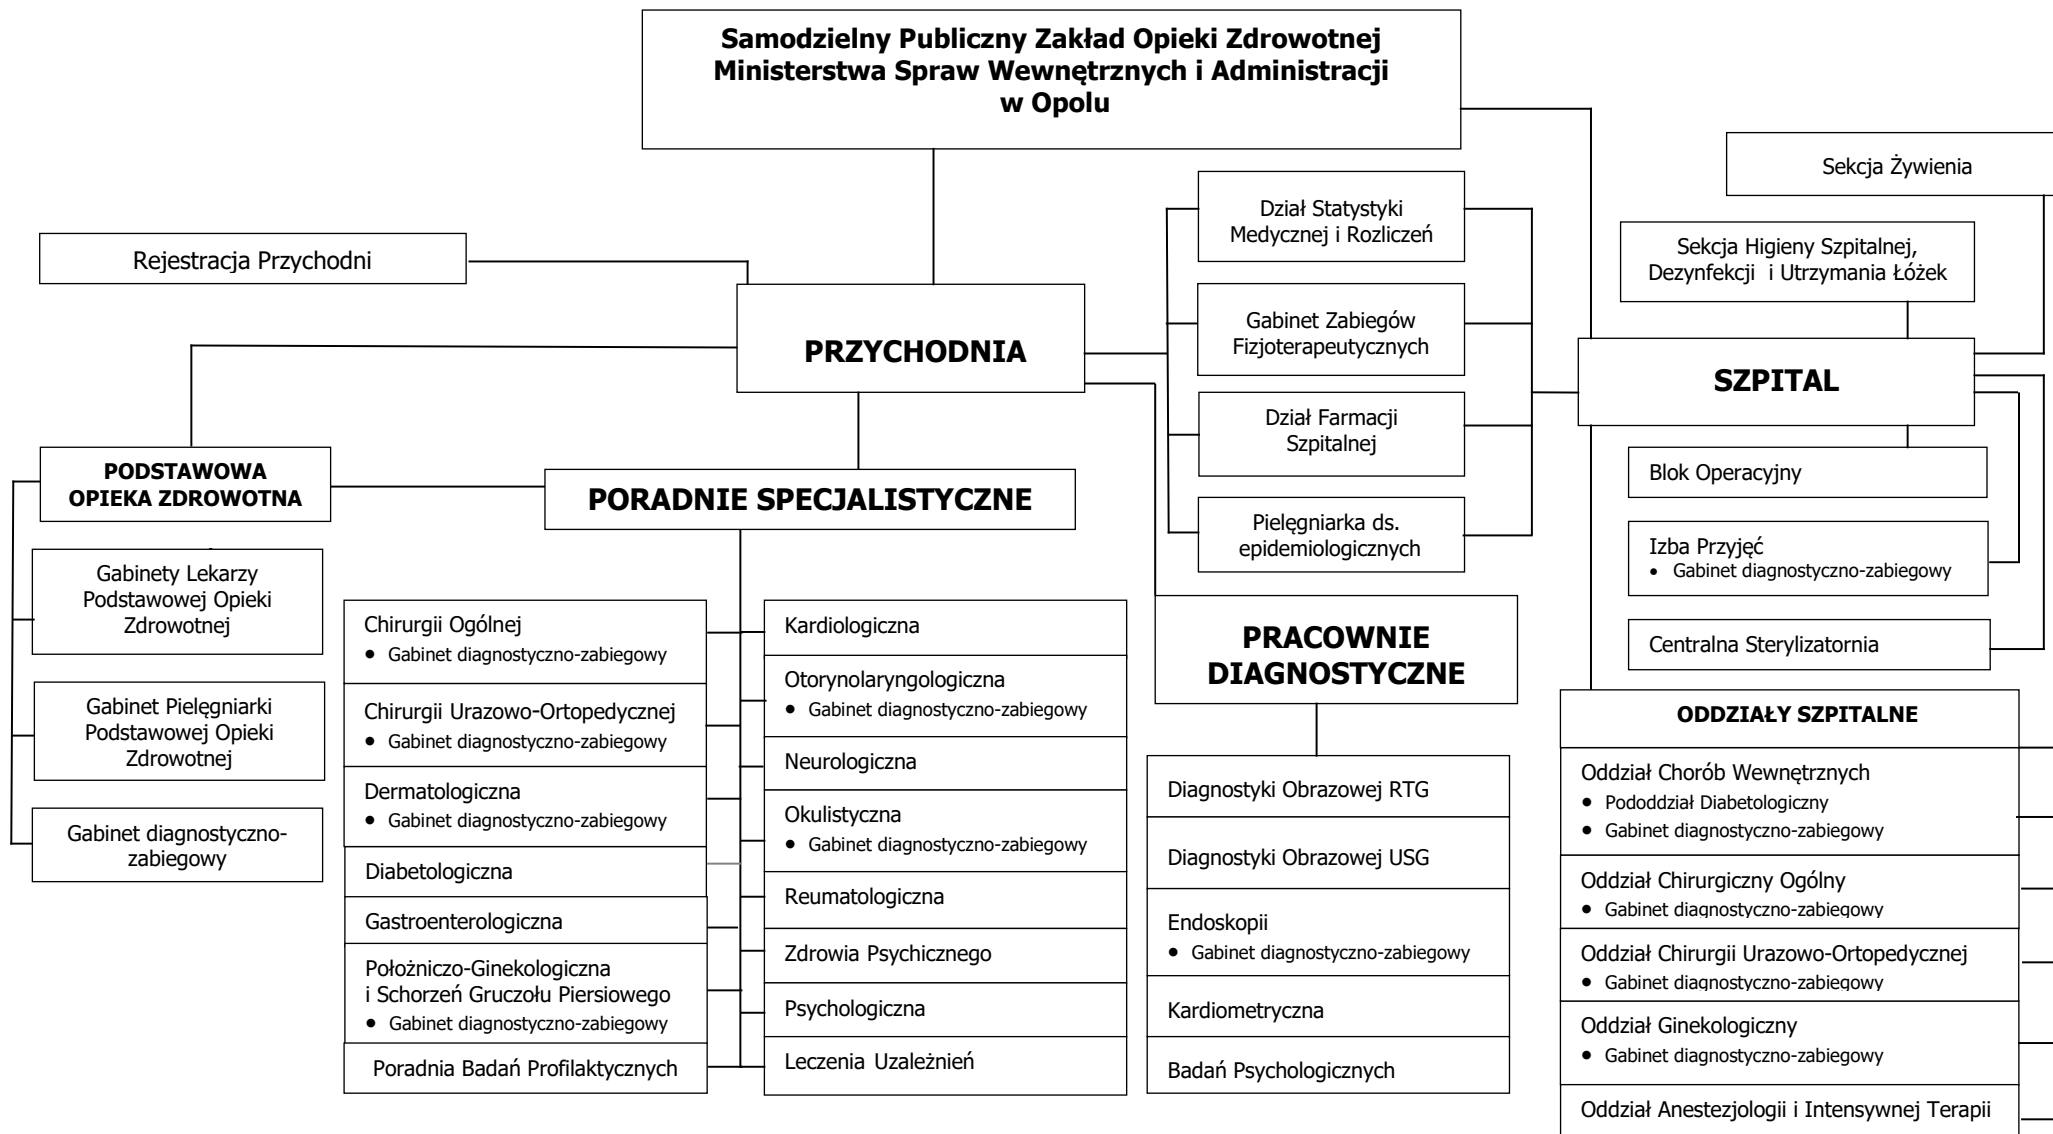 Samodzielny Publiczny Zakład Opieki Zdrowotnej
Ministerstwa Spraw Wewnętrznych i Administracji
w Opolu
Sekcja Żywienia
Dział Statystyki
Medycznej i Rozliczeń
Sekcja Higieny Szpitalnej,
Dezynfekcji i Utrzymania Łóżek
Rejestracja Przychodni
PRZYCHODNIA
Gabinet Zabiegów
Fizjoterapeutycznych
SZPITAL
Dział Farmacji
Szpitalnej
Pielęgniarka ds.
epidemiologicznych
Blok Operacyjny
Izba Przyjęć
• Gabinet diagnostyczno-zabiegowy
Centralna Sterylizatornia
PODSTAWOWA
OPIEKA ZDROWOTNA
Gabinety Lekarzy
Podstawowej Opieki
Zdrowotnej
Gabinet Pielęgniarki
Podstawowej Opieki
Zdrowotnej
Gabinet diagnostyczno-
zabiegowy
PORADNIE SPECJALISTYCZNE
Chirurgii Ogólnej
• Gabinet diagnostyczno-zabiegowy
Chirurgii Urazowo-Ortopedycznej
• Gabinet diagnostyczno-zabiegowy
Dermatologiczna
• Gabinet diagnostyczno-zabiegowy
Diabetologiczna
Gastroenterologiczna
Położniczo-Ginekologiczna
i Schorzeń Gruczołu Piersiowego
• Gabinet diagnostyczno-zabiegowy
Poradnia Badań Profilaktycznych
Kardiologiczna
Otorynolaryngologiczna
• Gabinet diagnostyczno-zabiegowy
Neurologiczna
Okulistyczna
• Gabinet diagnostyczno-zabiegowy
Reumatologiczna
Zdrowia Psychicznego
Psychologiczna
Leczenia Uzależnień
PRACOWNIE
DIAGNOSTYCZNE
Diagnostyki Obrazowej RTG
Diagnostyki Obrazowej USG
Endoskopii
• Gabinet diagnostyczno-zabiegowy
Kardiometryczna
Badań Psychologicznych
ODDZIAŁY SZPITALNE
Oddział Chorób Wewnętrznych
• Pododdział Diabetologiczny
• Gabinet diagnostyczno-zabiegowy
Oddział Chirurgiczny Ogólny
• Gabinet diagnostyczno-zabiegowy
Oddział Chirurgii Urazowo-Ortopedycznej
• Gabinet diagnostyczno-zabiegowy
Oddział Ginekologiczny
• Gabinet diagnostyczno-zabiegowy
Oddział Anestezjologii i Intensywnej Terapii